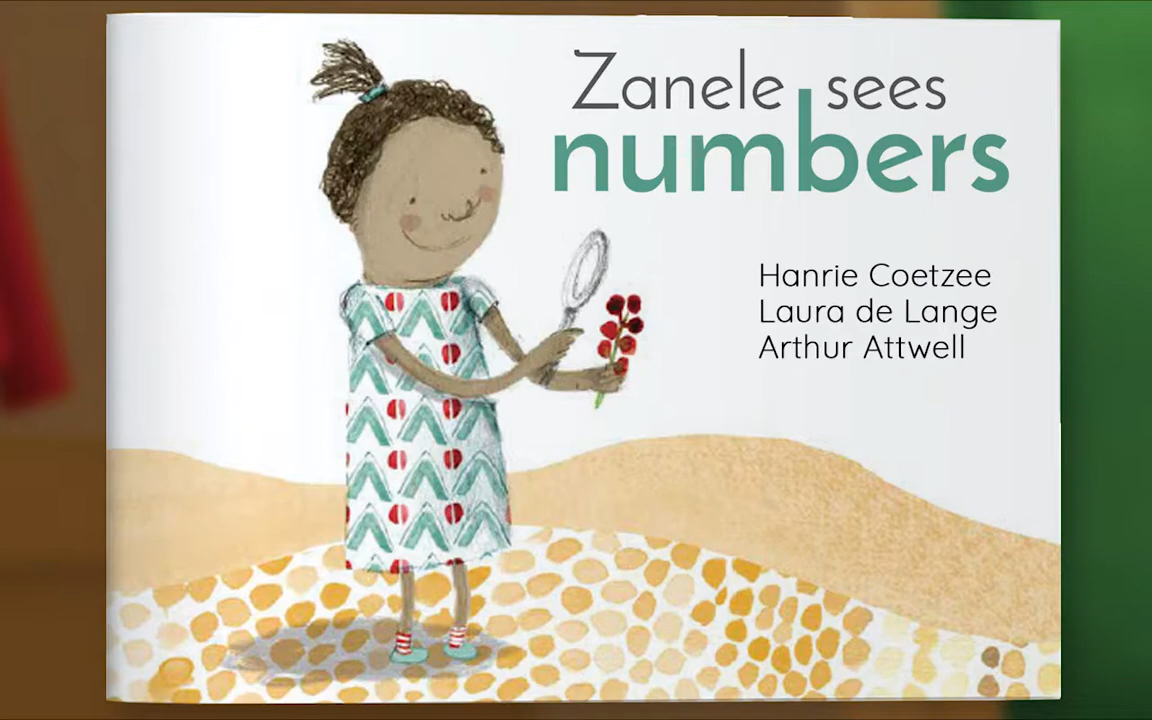 Zanele sees
numbers
Hanrie Coetzee
Laura de Lange
Arthur Attwell